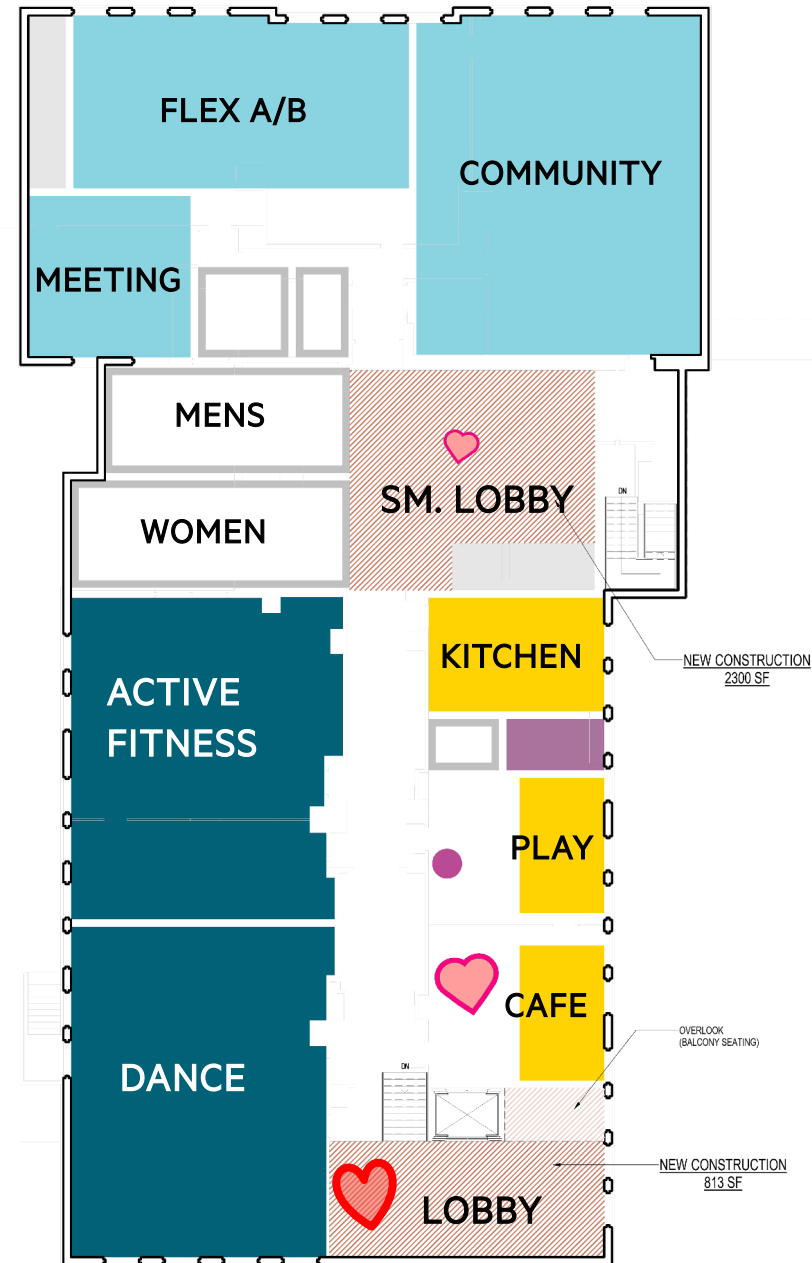 FLEX A/B
COMMUNITY
MEETING
MENS
SM. LOBBY
DN
WOMEN
KITCHEN
NEW CONSTRUCTION
2300 SF
ACTIVE
FITNESS
PLAY
CAFE
OVERLOOK
(BALCONY SEATING)
DN
DANCE
NEW CONSTRUCTION
813 SF
LOBBY